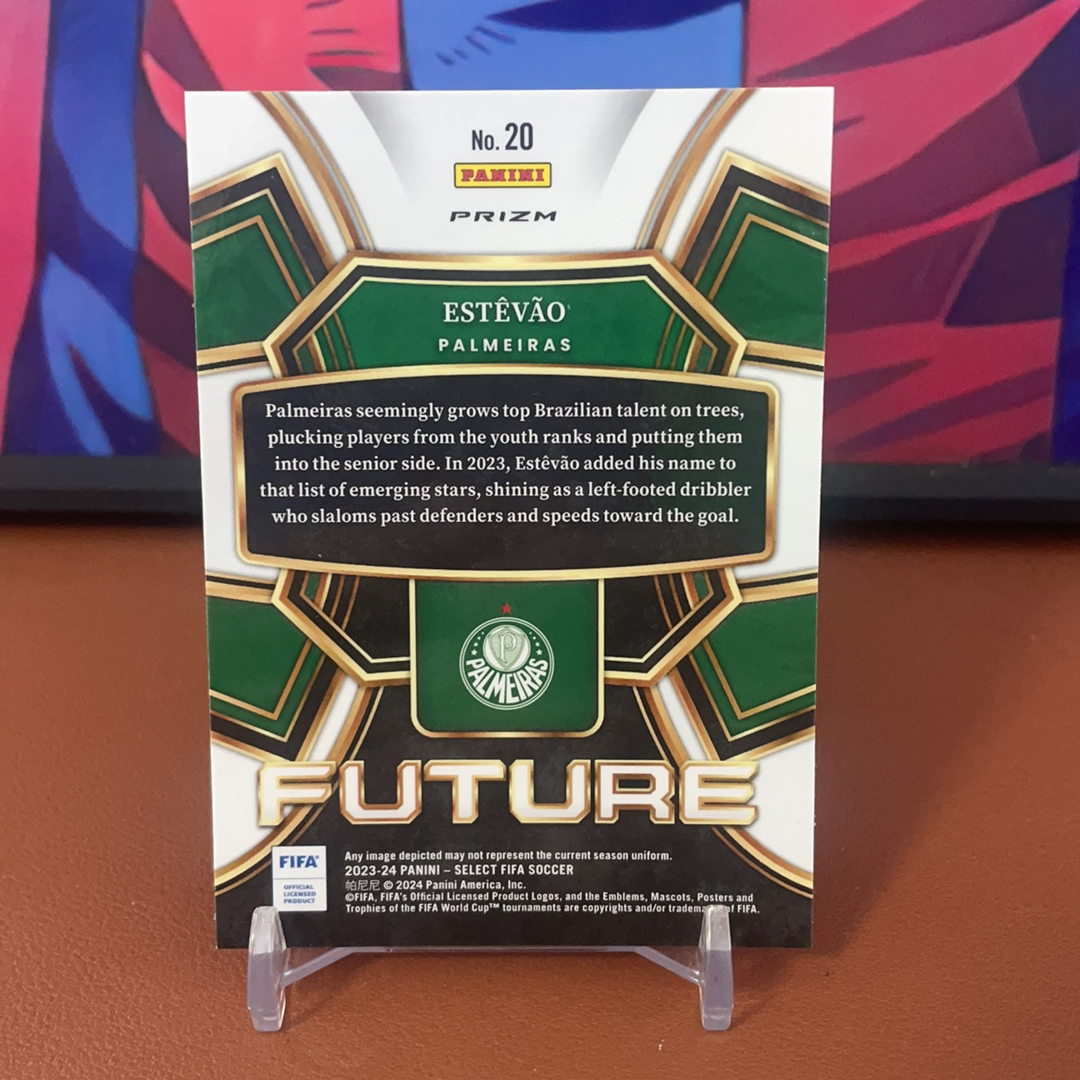 No. 20
PANINI
PRIZM
ESTÊVÃO
PALMEIRAS
Palmeiras seemingly grows top Brazilian talent on trees,
plucking players from the youth ranks and putting them
into the senior side. In 2023, Estêvão added his name to
that list of emerging stars, shining as a left-footed dribbler
who slaloms past defenders and speeds toward the goal.
P
PALMEIRAS
FUTURE
FIFA®
OFFICIAL
LICENSED
PRODUCT
Any image depicted may not represent the current season uniform.
2023-24 PANINI – SELECT FIFA SOCCER
帕尼尼 © 2024 Panini America, Inc.
©FIFA, FIFA's Official Licensed Product Logos, and the Emblems, Mascots, Posters and
Trophies of the FIFA World Cup™ tournaments are copyrights and/or of FIFA.